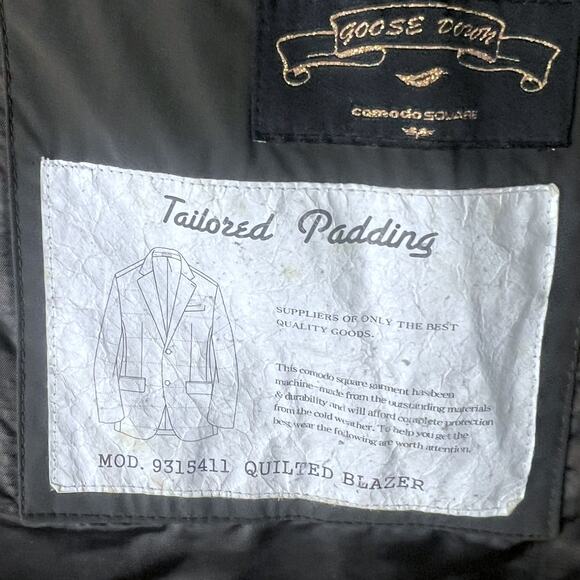 GOOSE DOWN
comodo SQUARE
Tailored Padding
SUPPLIERS OF ONLY THE BEST
QUALITY GOODS.
This comodo square garment has been
machine-made from the outstanding materials
& durability and will afford complete protection
from the cold weather. To help you get the
best wear the following are worth attention.
MOD. 9315411 QUILTED BLAZER